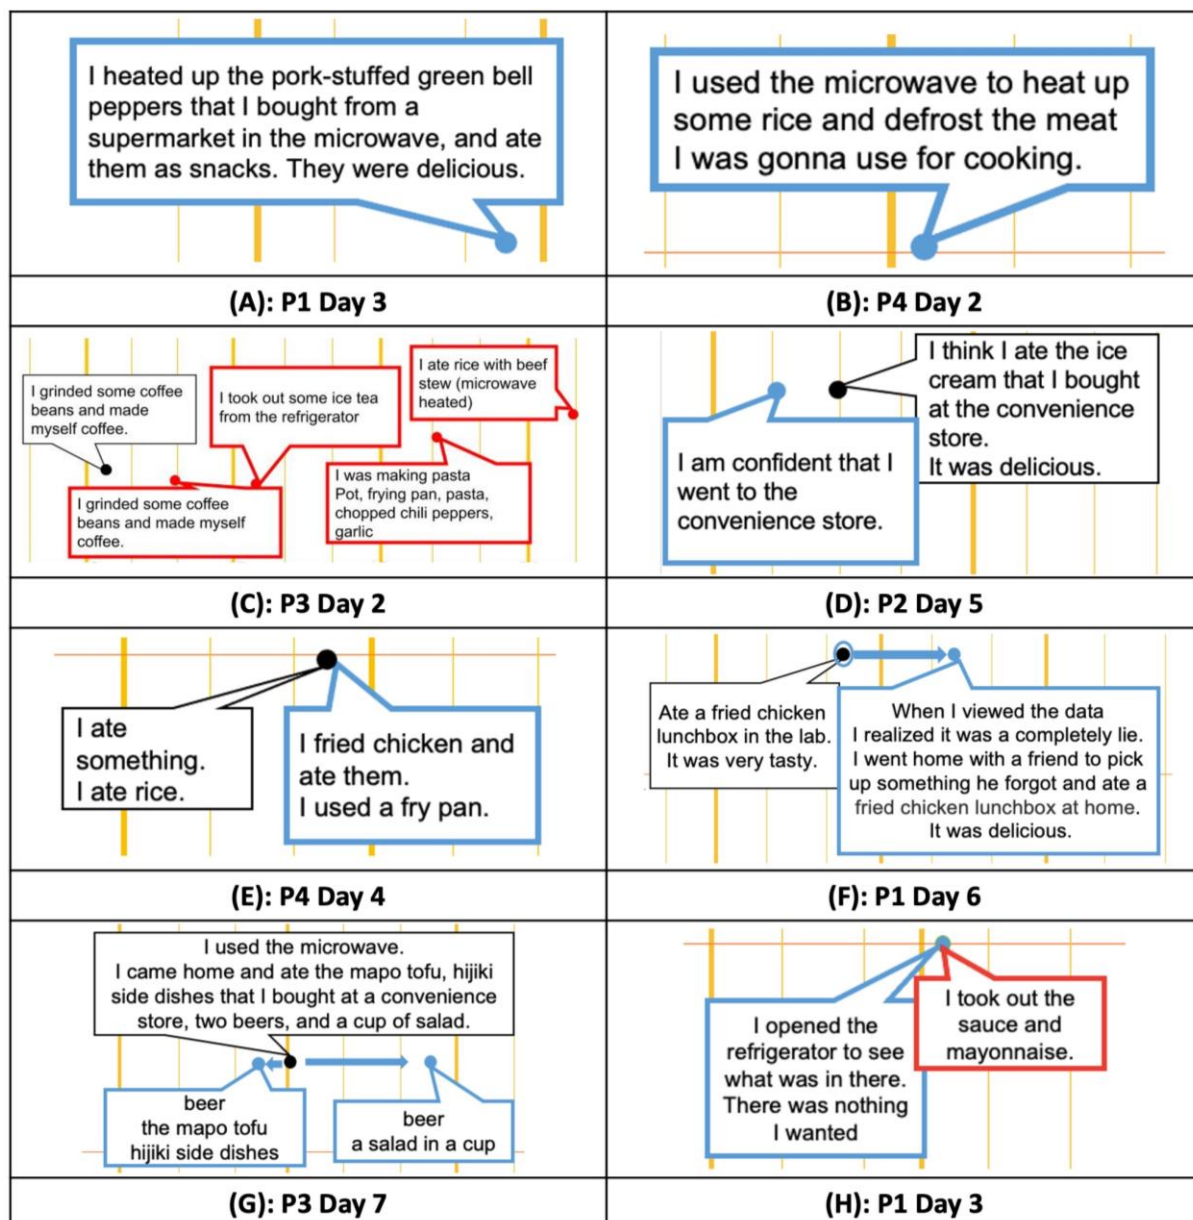 I heated up the pork-stuffed green bell
peppers that I bought from a
supermarket in the microwave, and ate
them as snacks. They were delicious.
(A): P1 Day 3
I used the microwave to heat up
some rice and defrost the meat
I was gonna use for cooking.
(B): P4 Day 2
I grinded some coffee
beans and made
myself coffee.
I grinded some coffee
beans and made myself
coffee.
I took out some ice tea
from the refrigerator
I was making pasta
Pot, frying pan, pasta,
chopped chili peppers,
garlic
I ate rice with beef
stew (microwave
heated)
(C): P3 Day 2
I am confident that I
went to the
convenience store.
I think I ate the ice
cream that I bought
at the convenience
store.
It was delicious.
(D): P2 Day 5
I ate
something.
I ate rice.
I fried chicken and
ate them.
I used a fry pan.
(E): P4 Day 4
Ate a fried chicken
lunchbox in the lab.
It was very tasty.
When I viewed the data
I realized it was a completely lie.
I went home with a friend to pick
up something he forgot and ate a
fried chicken lunchbox at home.
It was delicious.
(F): P1 Day 6
I used the microwave.
I came home and ate the mapo tofu, hijiki
side dishes that I bought at a convenience
store, two beers, and a cup of salad.
beer
the mapo tofu
hijiki side dishes
beer
a salad in a cup
(G): P3 Day 7
I opened the
refrigerator to see
what was in there.
There was nothing
I wanted
I took out the
sauce and
mayonnaise.
(H): P1 Day 3